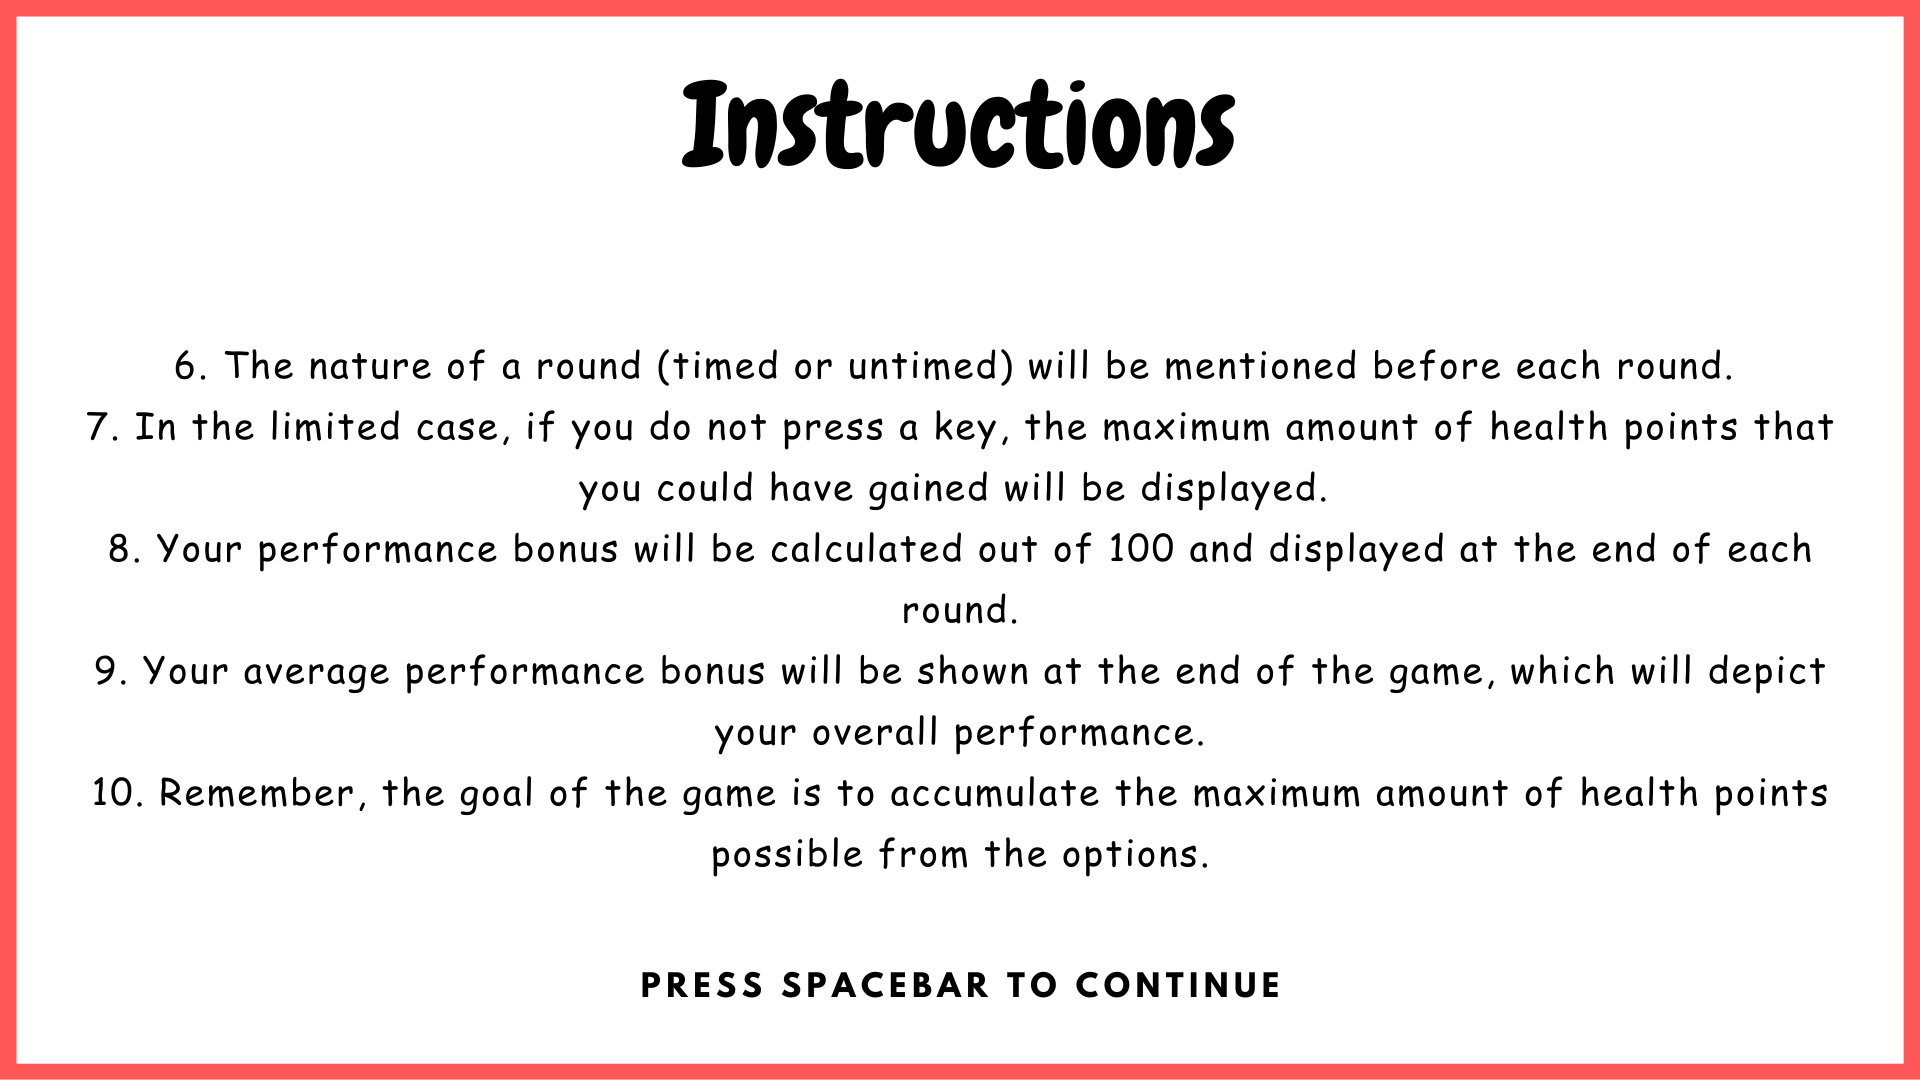 Instructions
6. The nature of a round (timed or untimed) will be mentioned before each round.
7. In the limited case, if you do not press a key, the maximum amount of health points that
you could have gained will be displayed.
8. Your performance bonus will be calculated out of 100 and displayed at the end of each
round.
9. Your average performance bonus will be shown at the end of the game, which will depict
your overall performance.
10. Remember, the goal of the game is to accumulate the maximum amount of health points
possible from the options.
PRESS SPACEBAR TO CONTINUE